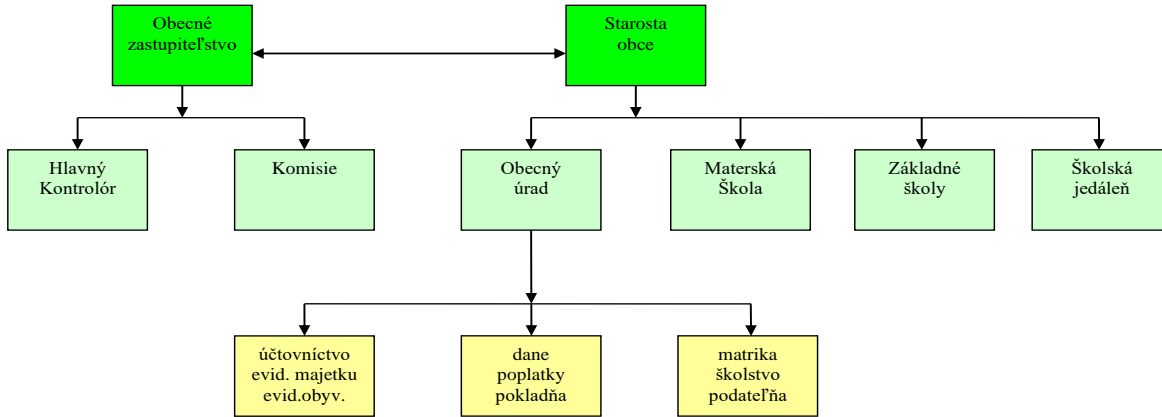 Obecné
zastupiteľstvo
Starosta
obce
Hlavný
Kontrolór
Komisie
Obecný
úrad
Materská
Škola
Základné
školy
Školská
jedáleň
účtovníctvo
evid. majetku
evid.obyv.
dane
poplatky
pokladňa
matrika
školstvo
podateľňa